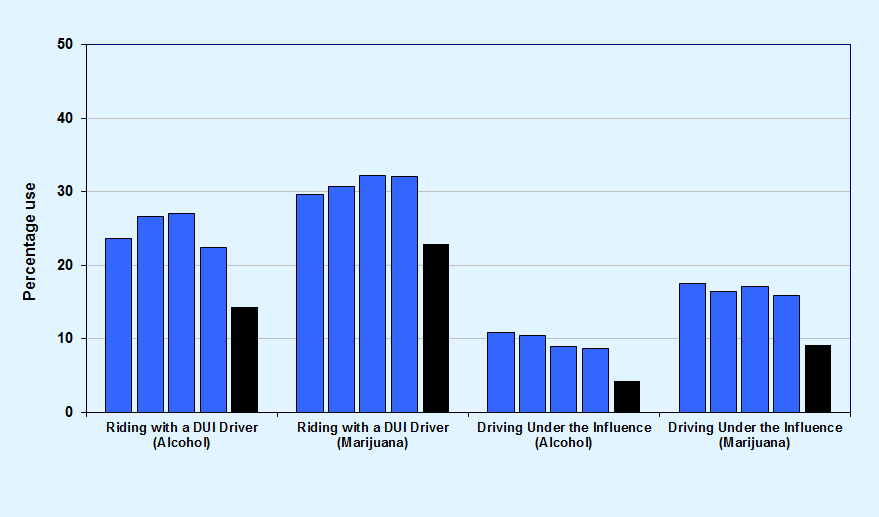 50
40
30
20
10
0
Percentage use
Riding with a DUI Driver
(Alcohol)
Riding with a DUI Driver
(Marijuana)
Driving Under the Influence
(Alcohol)
Driving Under the Influence
(Marijuana)